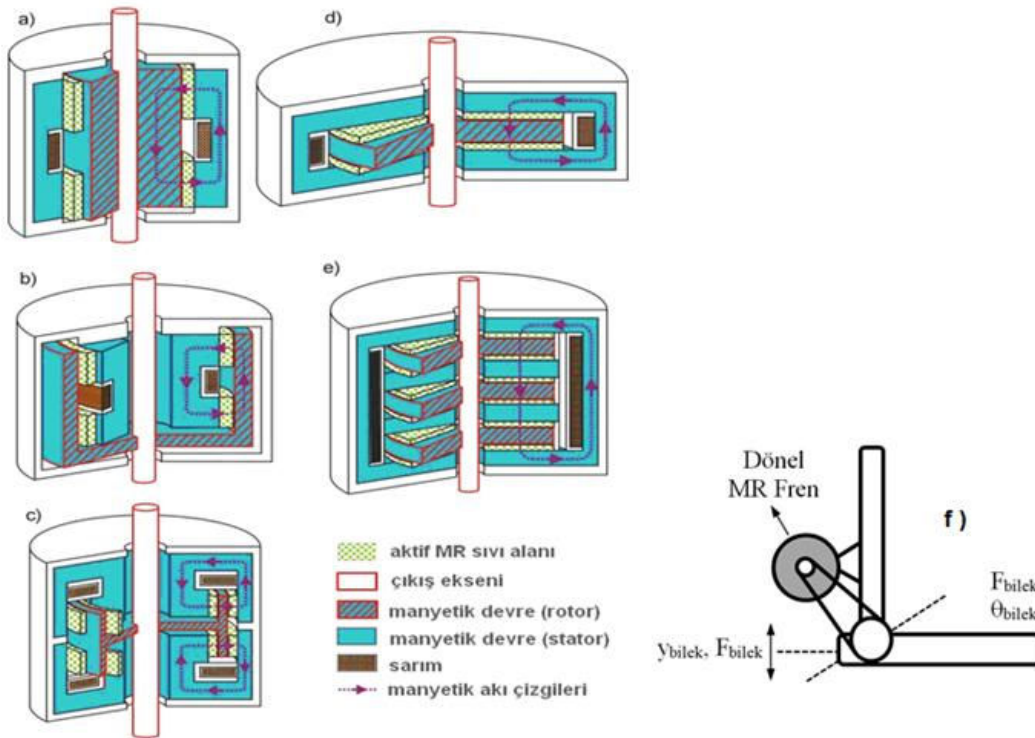 a)
d)
b)
e)
c)
aktif MR sıvı alanı
çıkış ekseni
manyetik devre (rotor)
manyetik devre (stator)
sarım
manyetik akı çizgileri
Dönel
MR Fren
f )
Fbilek
θbilek
ybilek, Fbilek